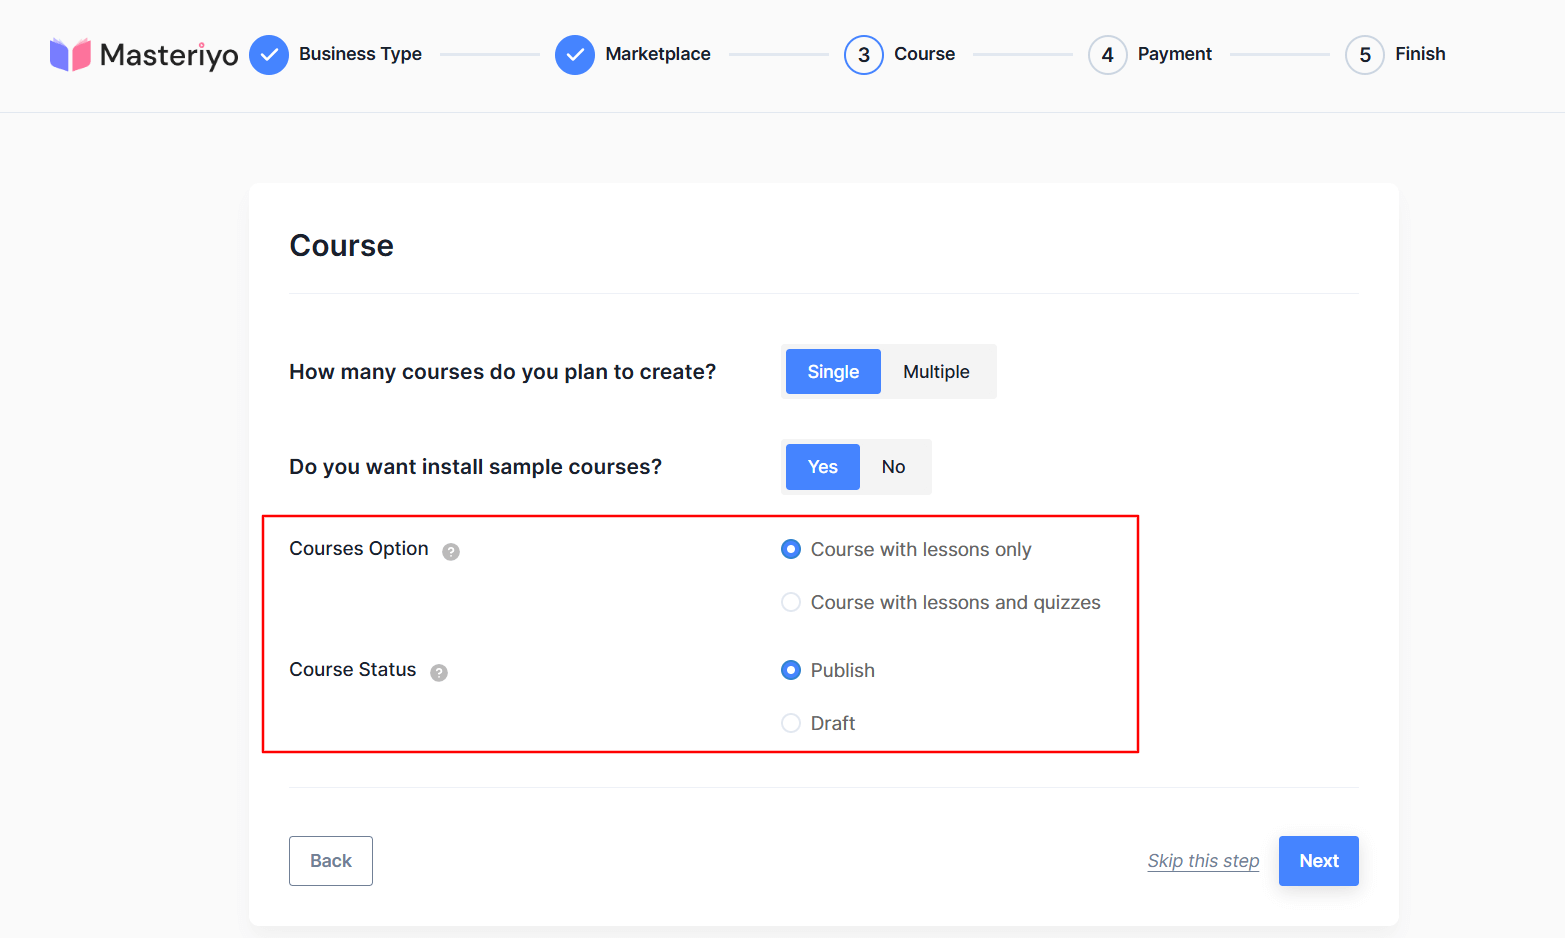 Masteriyo Business Type Marketplace 3 Course 4 Payment 5 Finish
Course
How many courses do you plan to create? Single Multiple
Do you want install sample courses? Yes No
Courses Option ? Course with lessons only
Course with lessons and quizzes
Course Status ? Publish
Draft
Back Skip this step Next